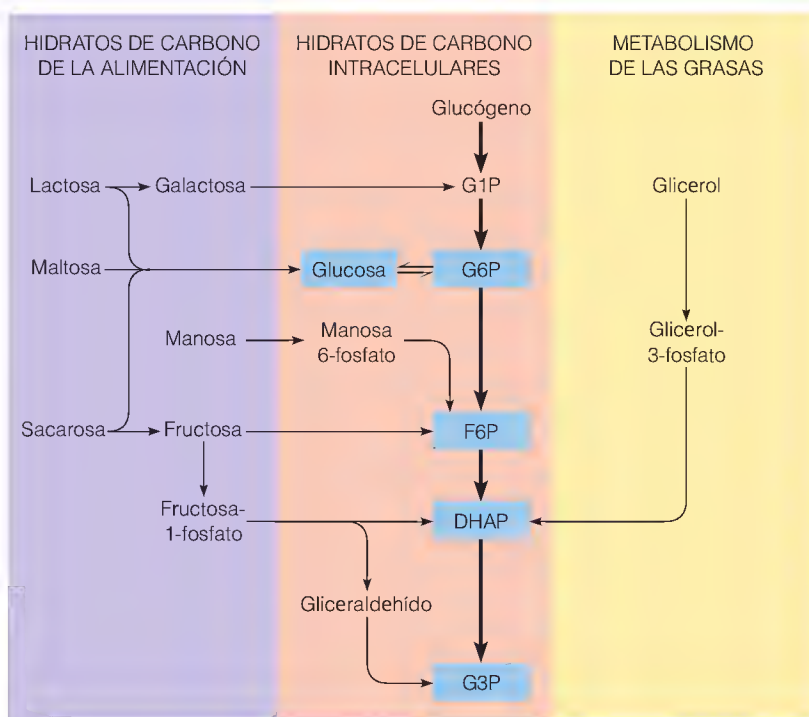 HIDRATOS DE CARBONO
DE LA ALIMENTACIÓN
HIDRATOS DE CARBONO
INTRACELULARES
METABOLISMO
DE LAS GRASAS
Glucógeno
Lactosa
Galactosa
G1P
Glicerol
Maltosa
Glucosa
G6P
Manosa
Manosa
6-fosfato
Glicerol-
3-fosfato
Sacarosa
Fructosa
F6P
Fructosa-
1-fosfato
DHAP
Gliceraldehído
G3P